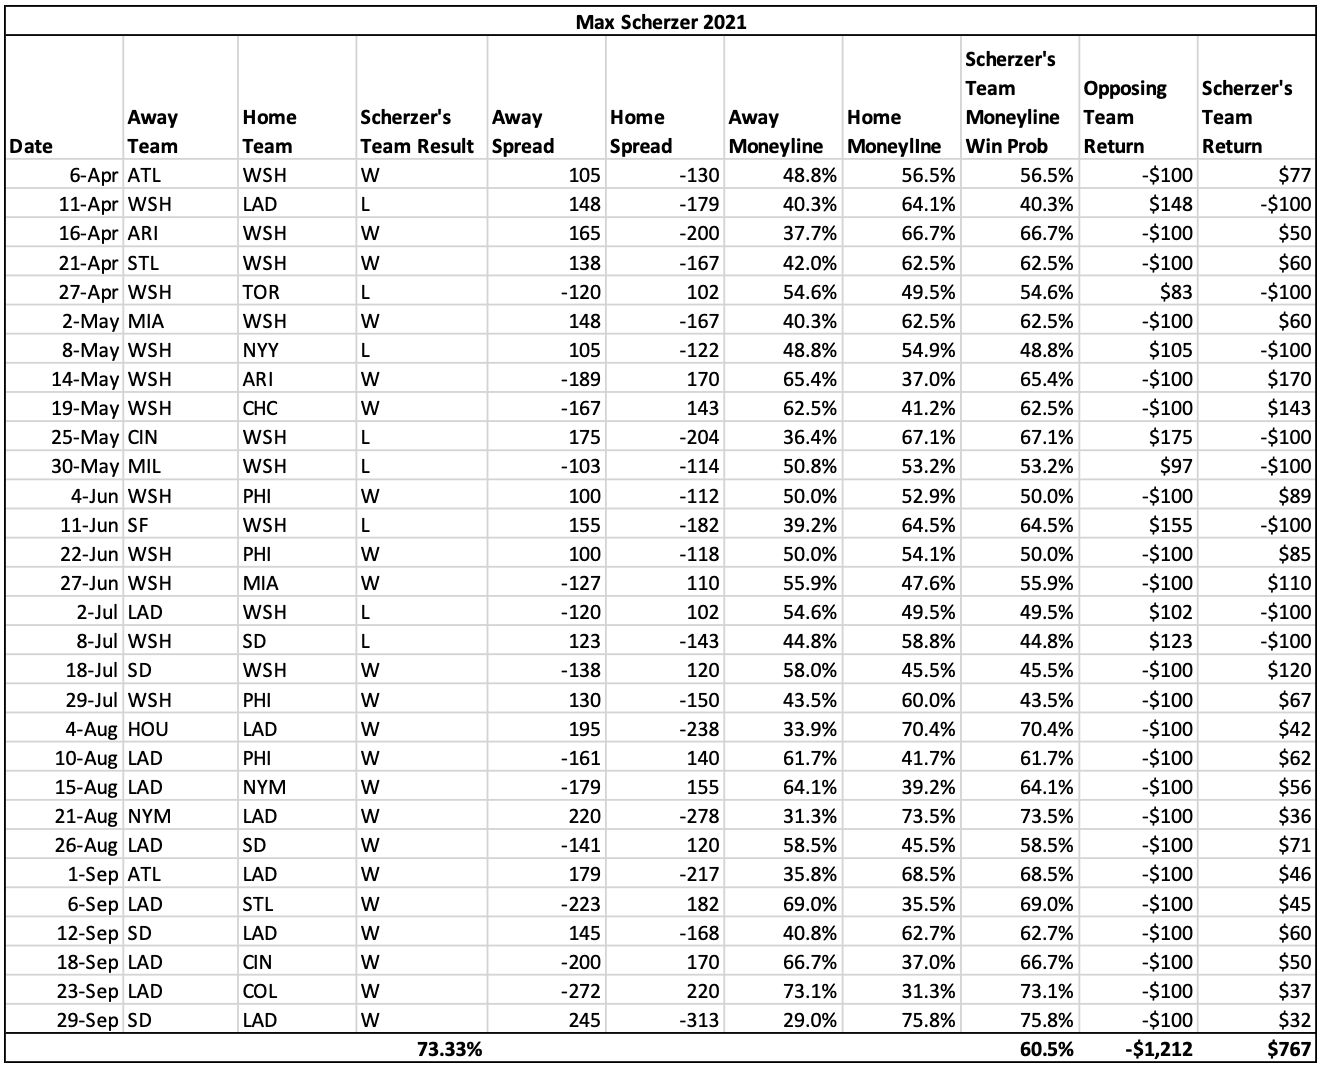 Max Scherzer 2021
Scherzer's
Team Opposing Scherzer's
Away Home Scherzer's Away Home Away Home Moneyline Team Team
Date Team Team Team Result Spread Spread Moneyline MoneylIne Win Prob Return Return
6-Apr ATL WSH W 105 -130 48.8% 56.5% 56.5% -$100 $77
11-Apr WSH LAD L 148 -179 40.3% 64.1% 40.3% $148 -$100
16-Apr ARI WSH W 165 -200 37.7% 66.7% 66.7% -$100 $50
21-Apr STL WSH W 138 -167 42.0% 62.5% 62.5% -$100 $60
27-Apr WSH TOR L -120 102 54.6% 49.5% 54.6% $83 -$100
2-May MIA WSH W 148 -167 40.3% 62.5% 62.5% -$100 $60
8-May WSH NYY L 105 -122 48.8% 54.9% 48.8% $105 -$100
14-May WSH ARI W -189 170 65.4% 37.0% 65.4% -$100 $170
19-May WSH CHC W -167 143 62.5% 41.2% 62.5% -$100 $143
25-May CIN WSH L 175 -204 36.4% 67.1% 67.1% $175 -$100
30-May MIL WSH L -103 -114 50.8% 53.2% 53.2% $97 -$100
4-Jun WSH PHI W 100 -112 50.0% 52.9% 50.0% -$100 $89
11-Jun SF WSH L 155 -182 39.2% 64.5% 64.5% $155 -$100
22-Jun WSH PHI W 100 -118 50.0% 54.1% 50.0% -$100 $85
27-Jun WSH MIA W -127 110 55.9% 47.6% 55.9% -$100 $110
2-Jul LAD WSH L -120 102 54.6% 49.5% 49.5% $102 -$100
8-Jul WSH SD L 123 -143 44.8% 58.8% 44.8% $123 -$100
18-Jul SD WSH W -138 120 58.0% 45.5% 45.5% -$100 $120
29-Jul WSH PHI W 130 -150 43.5% 60.0% 43.5% -$100 $67
4-Aug HOU LAD W 195 -238 33.9% 70.4% 70.4% -$100 $42
10-Aug LAD PHI W -161 140 61.7% 41.7% 61.7% -$100 $62
15-Aug LAD NYM W -179 155 64.1% 39.2% 64.1% -$100 $56
21-Aug NYM LAD W 220 -278 31.3% 73.5% 73.5% -$100 $36
26-Aug LAD SD W -141 120 58.5% 45.5% 58.5% -$100 $71
1-Sep ATL LAD W 179 -217 35.8% 68.5% 68.5% -$100 $46
6-Sep LAD STL W -223 182 69.0% 35.5% 69.0% -$100 $45
12-Sep SD LAD W 145 -168 40.8% 62.7% 62.7% -$100 $60
18-Sep LAD CIN W -200 170 66.7% 37.0% 66.7% -$100 $50
23-Sep LAD COL W -272 220 73.1% 31.3% 73.1% -$100 $37
29-Sep SD LAD W 245 -313 29.0% 75.8% 75.8% -$100 $32
73.33% 60.5% -$1,212 $767